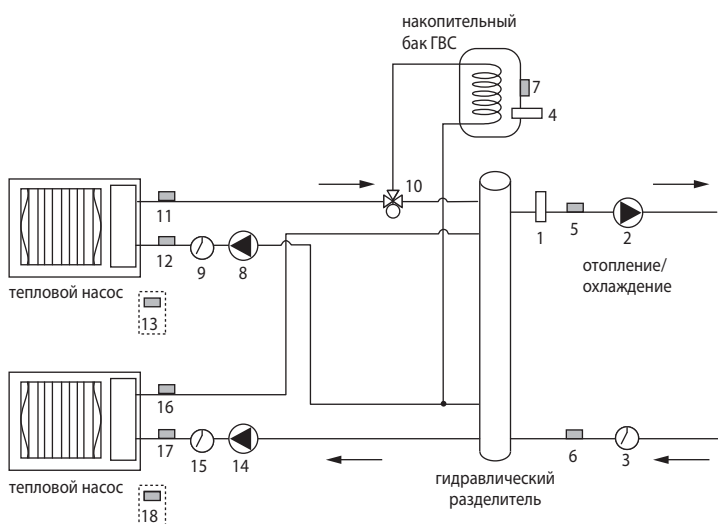 накопительный
бак ГВС
7
4
10
11
12
9
8
1
5
2
тепловой насос
отопление/
охлаждение
13
16
17
15
14
6
3
тепловой насос
гидравлический
разделитель
18